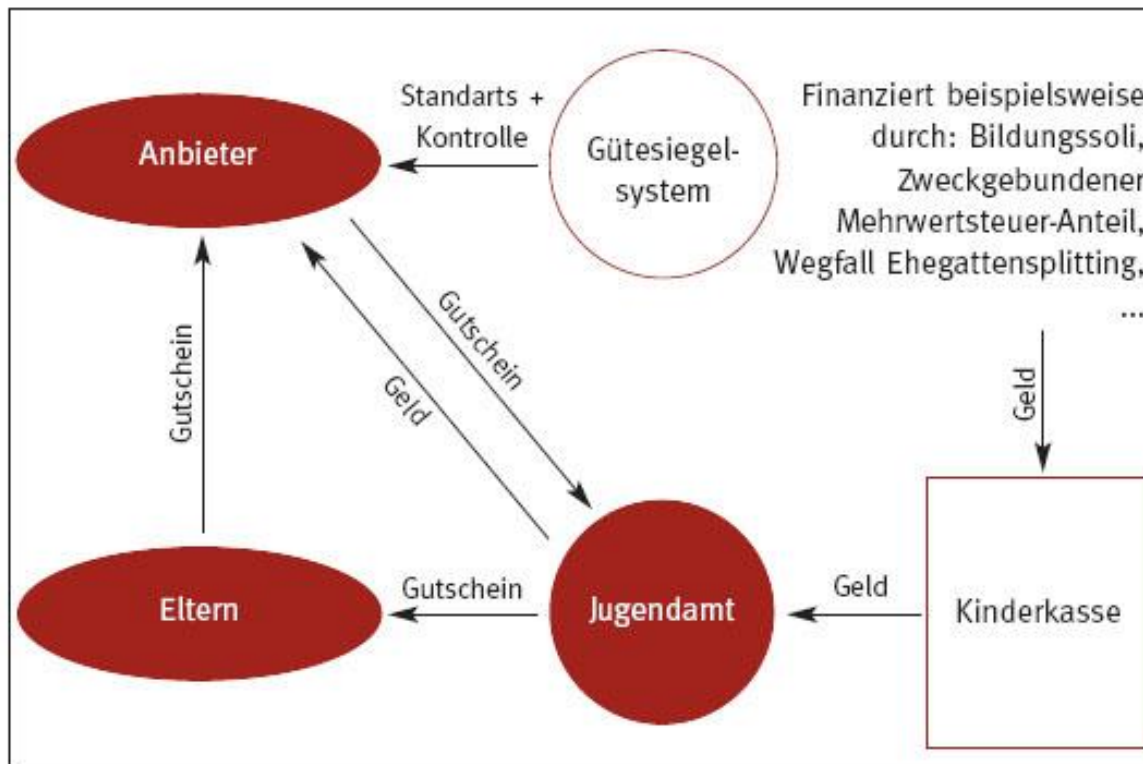 Standarts +
Kontrolle
Anbieter
Gütesiegel-
system
Finanziert beispielsweise
durch: Bildungssoli,
Zweckgebundener
Mehrwertsteuer-Anteil,
Wegfall Ehegattensplitting,
...
Gutschein
Gutschein
Geld
Geld
Eltern
Gutschein
Jugendamt
Geld
Kinderkasse